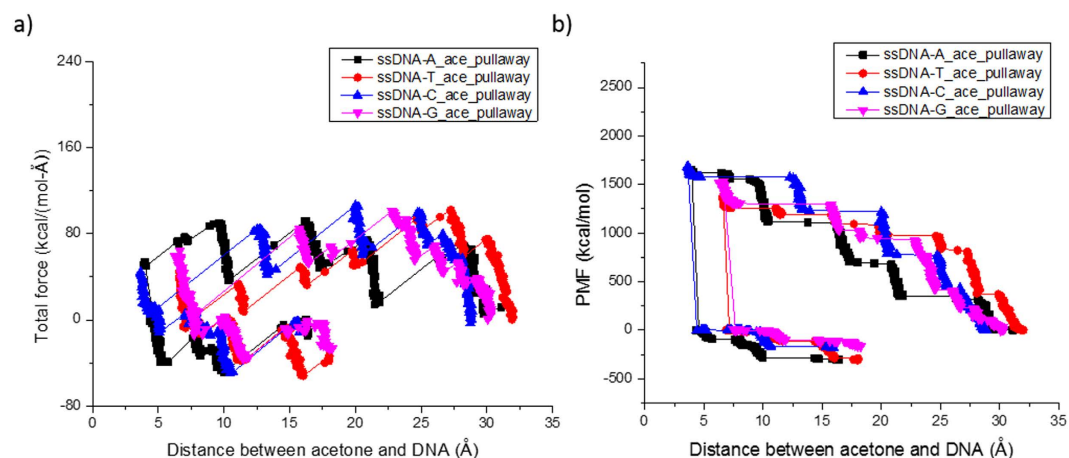 a)
ssDNA-A_ace_pullaway
ssDNA-T_ace_pullaway
ssDNA-C_ace_pullaway
ssDNA-G_ace_pullaway
Total force (kcal/(mol-Å))
240
160
80
0
-80
0 5 10 15 20 25 30 35
Distance between acetone and DNA (Å)
b)
ssDNA-A_ace_pullaway
ssDNA-T_ace_pullaway
ssDNA-C_ace_pullaway
ssDNA-G_ace_pullaway
PMF (kcal/mol)
2500
2000
1500
1000
500
0
-500
0 5 10 15 20 25 30 35
Distance between acetone and DNA (Å)